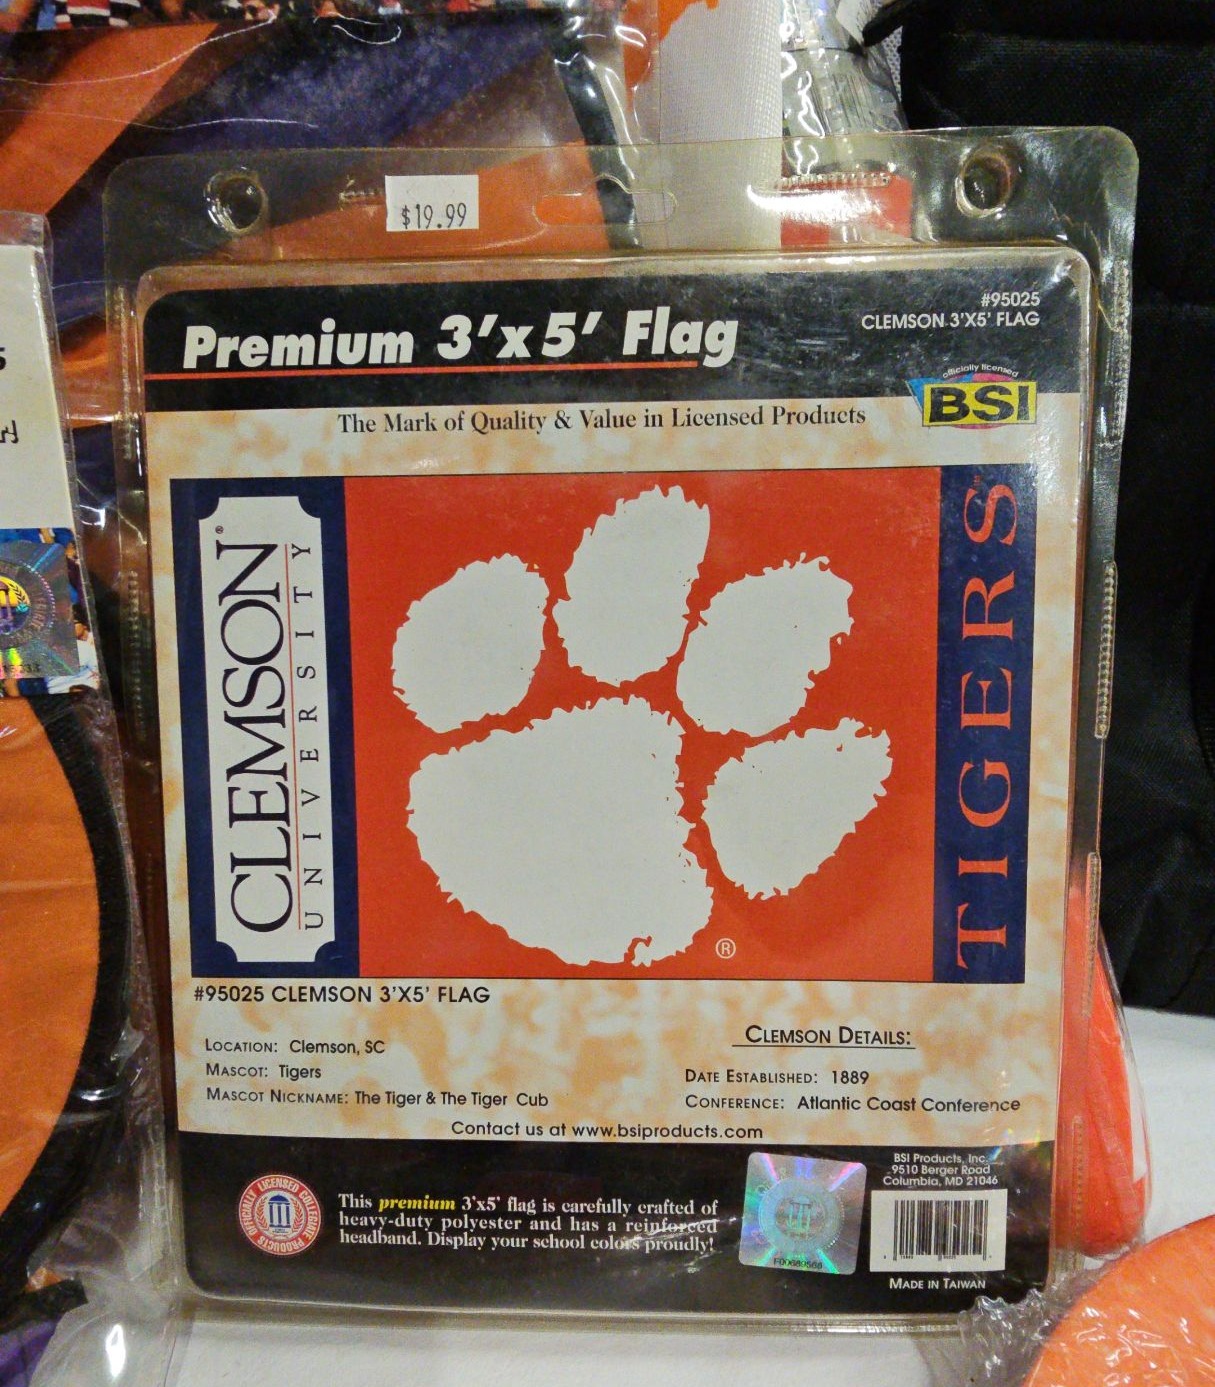 $19.99
#95025
CLEMSON 3'X5' FLAG
Premium 3'x5' Flag
officially licensed
BSI
The Mark of Quality & Value in Licensed Products
CLEMSON®
UNIVERSITY
TIGERS
®
#95025 CLEMSON 3'X5' FLAG
CLEMSON DETAILS:
LOCATION: Clemson, SC
MASCOT: Tigers
MASCOT NICKNAME: The Tiger & The Tiger Cub
DATE ESTABLISHED: 1889
CONFERENCE: Atlantic Coast Conference
Contact us at www.bsiproducts.com
OFFICIALLY LICENSED COLLEGIATE PRODUCTS
This premium 3'x5' flag is carefully crafted of
heavy-duty polyester and has a reinforced
headband. Display your school colors proudly!
BSI Products, Inc.
9510 Berger Road
Columbia, MD 21046
MADE IN TAIWAN